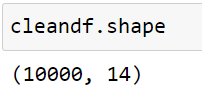 cleandf.shape
(10000, 14)